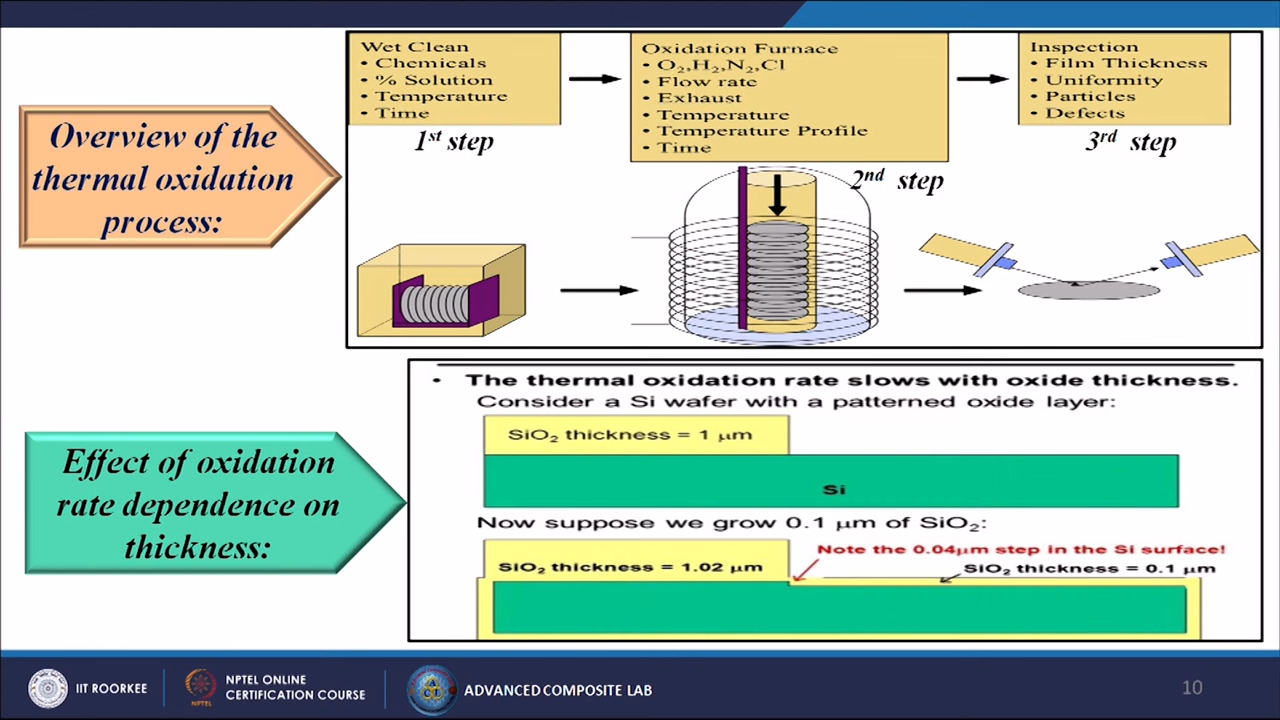 Overview of the
thermal oxidation
process:
Wet Clean
• Chemicals
• % Solution
• Temperature
• Time
1st step
Oxidation Furnace
• O2,H2,N2,Cl
• Flow rate
• Exhaust
• Temperature
• Temperature Profile
• Time
2nd step
Inspection
• Film Thickness
• Uniformity
• Particles
• Defects
3rd step
Effect of oxidation
rate dependence on
thickness:
• The thermal oxidation rate slows with oxide thickness.
Consider a Si wafer with a patterned oxide layer:
SiO2 thickness = 1 μm
Si
Now suppose we grow 0.1 μm of SiO2:
Note the 0.04μm step in the Si surface!
SiO2 thickness = 1.02 μm
SiO2 thickness = 0.1 μm
IIT ROORKEE
NPTEL
NPTEL ONLINE
CERTIFICATION COURSE
ADVANCED COMPOSITE LAB
10